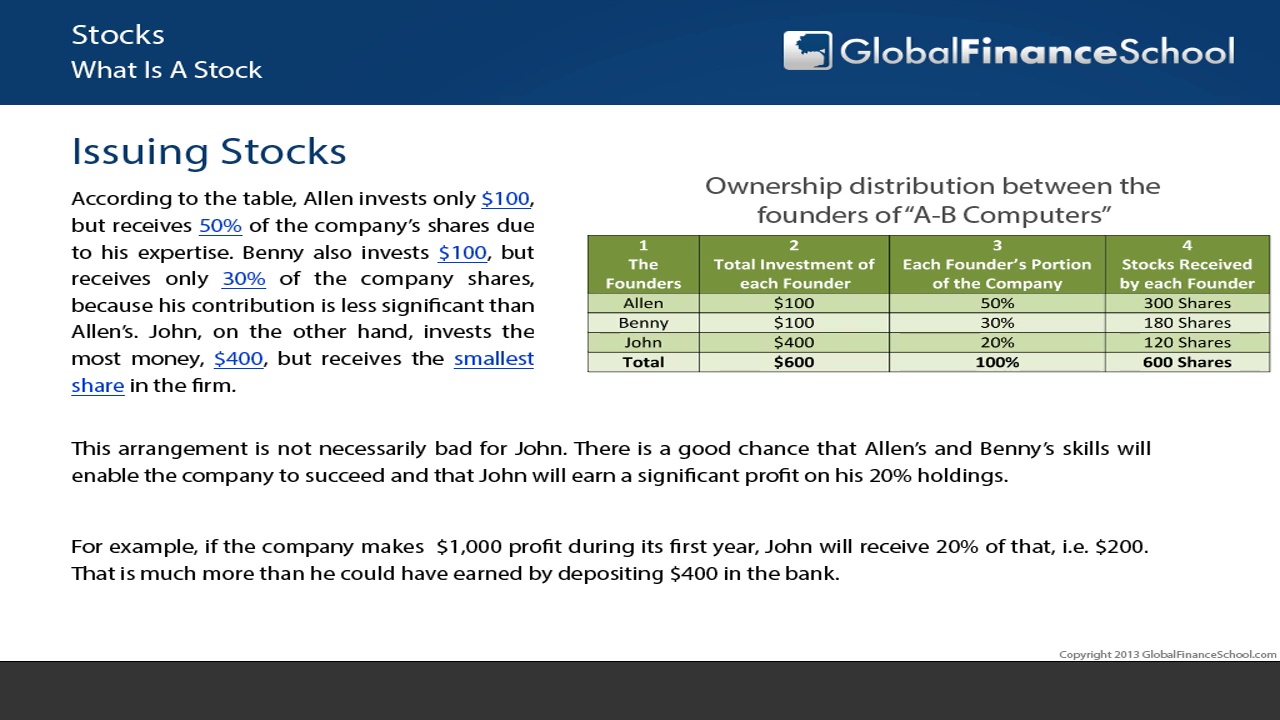 Stocks
What Is A Stock
GlobalFinanceSchool
Issuing Stocks
According to the table, Allen invests only $100,
but receives 50% of the company's shares due
to his expertise. Benny also invests $100, but
receives only 30% of the company shares,
because his contribution is less significant than
Allen's. John, on the other hand, invests the
most money, $400, but receives the smallest
share in the firm.
Ownership distribution between the
founders of "A-B Computers"
1 2 3 4
The Total Investment of Each Founder's Portion Stocks Received
Founders each Founder of the Company by each Founder
Allen $100 50% 300 Shares
Benny $100 30% 180 Shares
John $400 20% 120 Shares
Total $600 100% 600 Shares
This arrangement is not necessarily bad for John. There is a good chance that Allen's and Benny's skills will
enable the company to succeed and that John will earn a significant profit on his 20% holdings.
For example, if the company makes $1,000 profit during its first year, John will receive 20% of that, i.e. $200.
That is much more than he could have earned by depositing $400 in the bank.
Copyright 2013 GlobalFinanceSchool.com